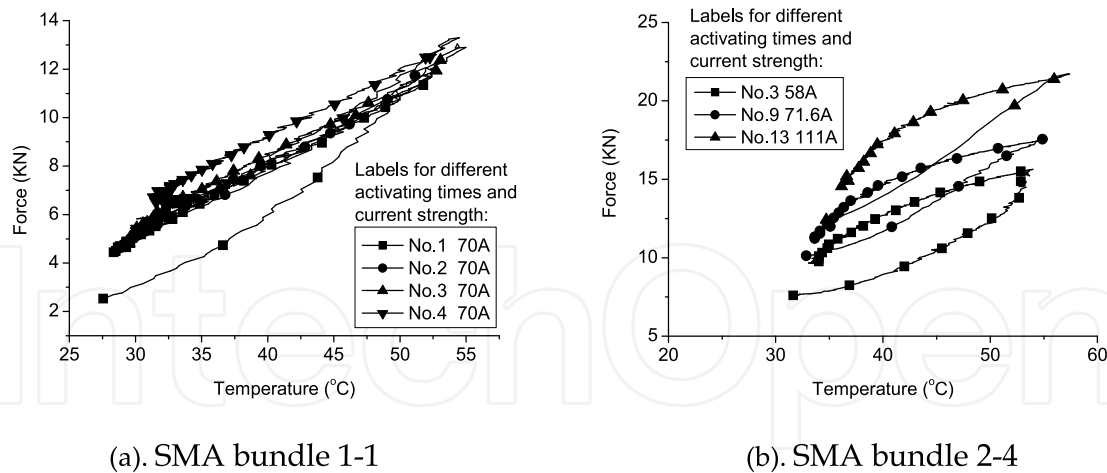 14
12
10
8
6
4
2
Force (KN)
25 30 35 40 45 50 55
Temperature (°C)
Labels for different
activating times and
current strength:
No.1 70A
No.2 70A
No.3 70A
No.4 70A
(a). SMA bundle 1-1
25
20
15
10
5
Force (KN)
20 30 40 50 60
Temperature (°C)
Labels for different
activating times and
current strength:
No.3 58A
No.9 71.6A
No.13 111A
(b). SMA bundle 2-4
IntechOpen